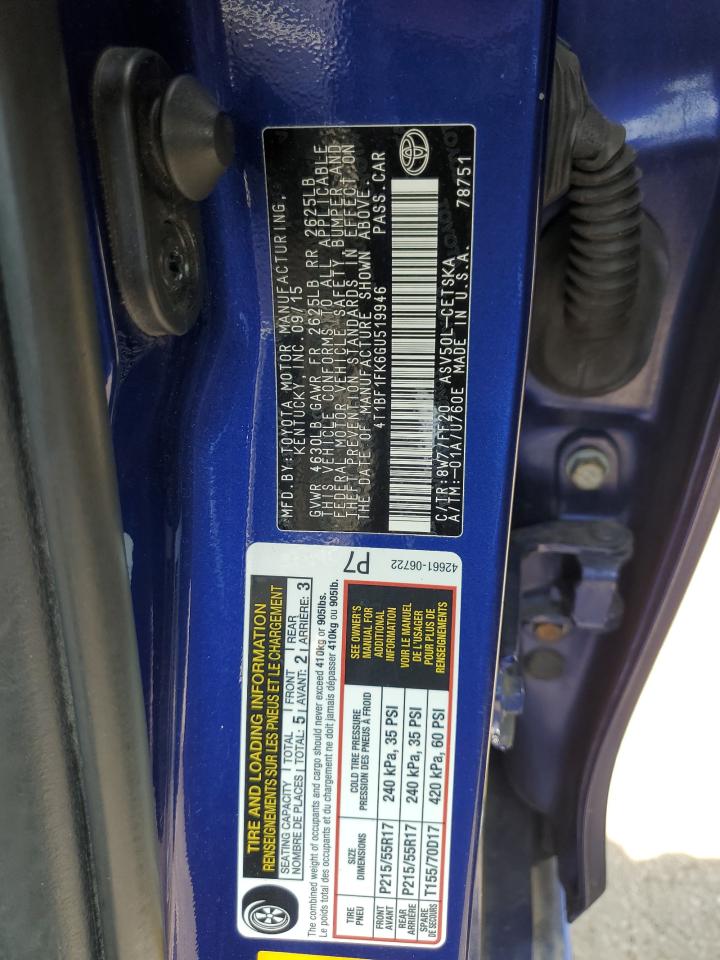 MFD. BY: TOYOTA MOTOR MANUFACTURING,
KENTUCKY, INC. 09/15
GVWR 4630LB GAWR FR 2625LB RR 2625LB
THIS VEHICLE CONFORMS TO ALL APPLICABLE
FEDERAL MOTOR VEHICLE SAFETY, BUMPER AND
THEFT PREVENTION STANDARDS IN EFFECT ON
THE DATE OF MANUFACTURE SHOWN ABOVE.
4T1BF1FK6GU519946 PASS.CAR
C/TR:8W7/FF20 ASV50L-CETSKA
A/TM:-01A/U760E MADE IN U.S.A. 78751
TIRE AND LOADING INFORMATION
RENSEIGNEMENTS SUR LES PNEUS ET LE CHARGEMENT
SEATING CAPACITY TOTAL FRONT REAR
NOMBRE DE PLACES TOTAL: 5 AVANT: 2 ARRIÈRE: 3
The combined weight of occupants and cargo should never exceed 410kg or 905lbs.
Le poids total des occupants et du chargement ne doit jamais dépasser 410kg ou 905lb.
TIRE SIZE COLD TIRE PRESSURE
PNEU DIMENSIONS PRESSION DES PNEUS À FROID
FRONT AVANT P215/55R17 240 kPa, 35 PSI
REAR ARRIÈRE P215/55R17 240 kPa, 35 PSI
SPARE DE SECOURS T155/70D17 420 kPa, 60 PSI
SEE OWNER'S
MANUAL FOR
ADDITIONAL
INFORMATION
VOIR LE MANUEL
DE L'USAGER
POUR PLUS DE
RENSEIGNEMENTS
P7
42661-06722